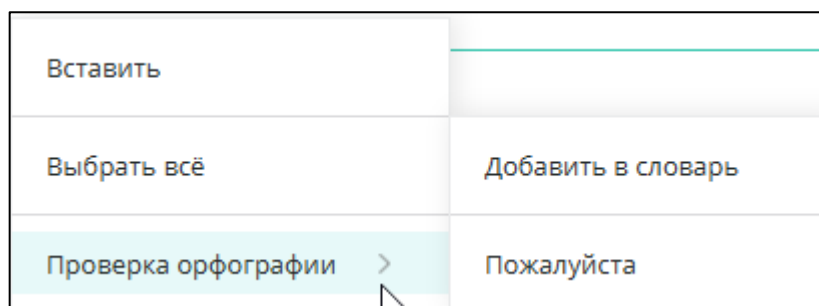 Вставить
Выбрать всё
Проверка орфографии
Добавить в словарь
Пожалуйста